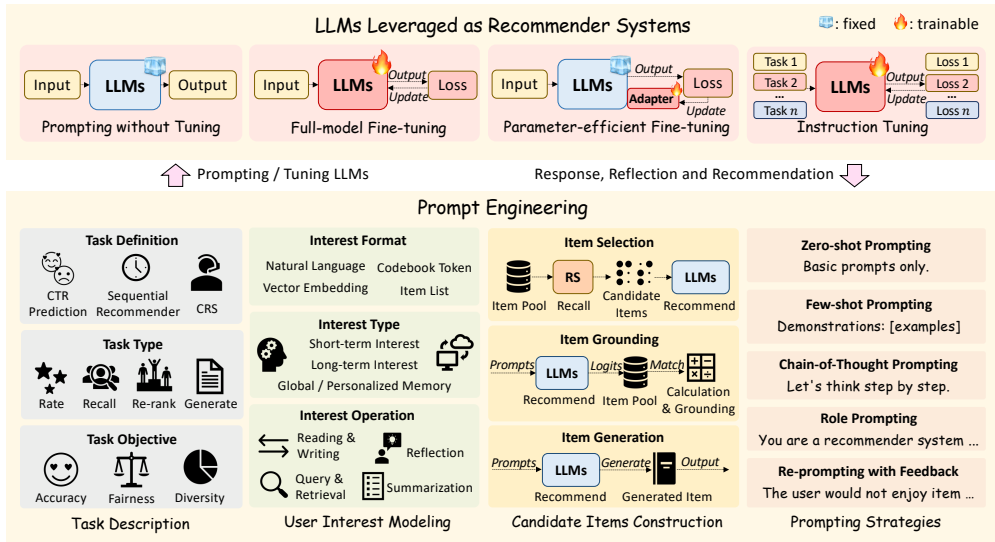 LLMs Leveraged as Recommender Systems
: fixed
: trainable
Input
LLMs
Output
Prompting without Tuning
Input
LLMs
Output
Update
Loss
Full-model Fine-tuning
Input
LLMs
Output
Loss
Adapter
Update
Parameter-efficient Fine-tuning
Task 1
Task 2
...
Task n
LLMs
Output
Update
Loss 1
Loss 2
...
Loss n
Instruction Tuning
Prompting / Tuning LLMs
Response, Reflection and Recommendation
Prompt Engineering
Task Definition
CTR
Prediction
Sequential
Recommender
CRS
Task Type
Rate
Recall
Re-rank
Generate
Task Objective
Accuracy
Fairness
Diversity
Task Description
Interest Format
Natural Language
Codebook Token
Vector Embedding
Item List
Interest Type
Short-term Interest
Long-term Interest
Global / Personalized Memory
Interest Operation
Reading &
Writing
Reflection
Query &
Retrieval
Summarization
User Interest Modeling
Item Selection
RS
LLMs
Item Pool
Recall
Candidate
Items
Recommend
Item Grounding
Prompts
LLMs
Logits
Match
Recommend
Item Pool
Calculation
& Grounding
Item Generation
Prompts
LLMs
Generate
Output
Recommend
Generated Item
Candidate Items Construction
Zero-shot Prompting
Basic prompts only.
Few-shot Prompting
Demonstrations: [examples]
Chain-of-Thought Prompting
Let's think step by step.
Role Prompting
You are a recommender system ...
Re-prompting with Feedback
The user would not enjoy item ...
Prompting Strategies